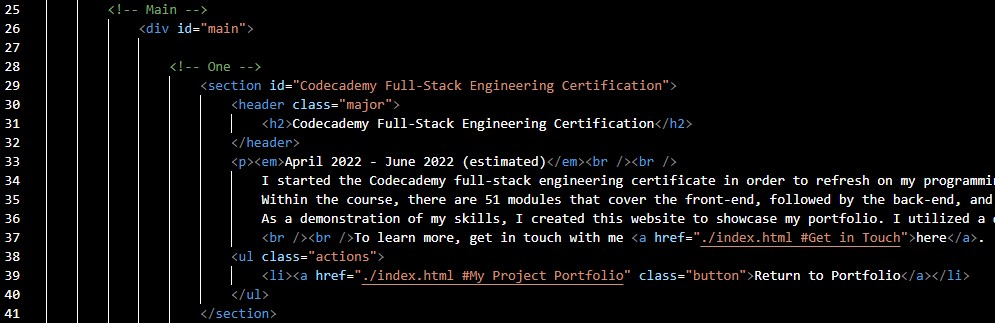 25 <!-- Main -->
26 <div id="main">
27
28 <!-- One -->
29 <section id="Codecademy Full-Stack Engineering Certification">
30 <header class="major">
31 <h2>Codecademy Full-Stack Engineering Certification</h2>
32 </header>
33 <p><em>April 2022 - June 2022 (estimated)</em><br /><br />
34 I started the Codecademy full-stack engineering certificate in order to refresh on my
35 Within the course, there are 51 modules that cover the front-end, followed by the back-end, and
36 As a demonstration of my skills, I created this website to showcase my portfolio. I utilized a
37 <br /><br />To learn more, get in touch with me <a href="./index.html #Get in Touch">here</a>.
38 <ul class="actions">
39 <li><a href="./index.html #My Project Portfolio" class="button">Return to Portfolio</a></li>
40 </ul>
41 </section>